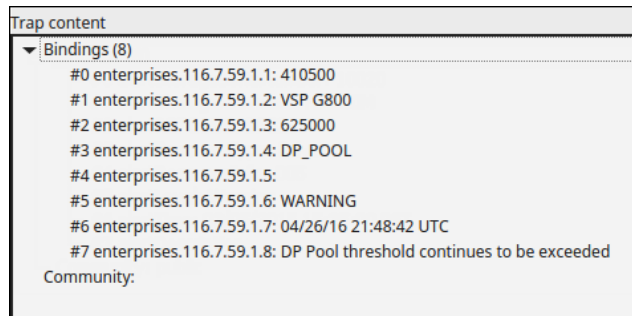 Trap content
Bindings (8)
#0 enterprises.116.7.59.1.1: 410500
#1 enterprises.116.7.59.1.2: VSP G800
#2 enterprises.116.7.59.1.3: 625000
#3 enterprises.116.7.59.1.4: DP_POOL
#4 enterprises.116.7.59.1.5:
#5 enterprises.116.7.59.1.6: WARNING
#6 enterprises.116.7.59.1.7: 04/26/16 21:48:42 UTC
#7 enterprises.116.7.59.1.8: DP Pool threshold continues to be exceeded
Community: